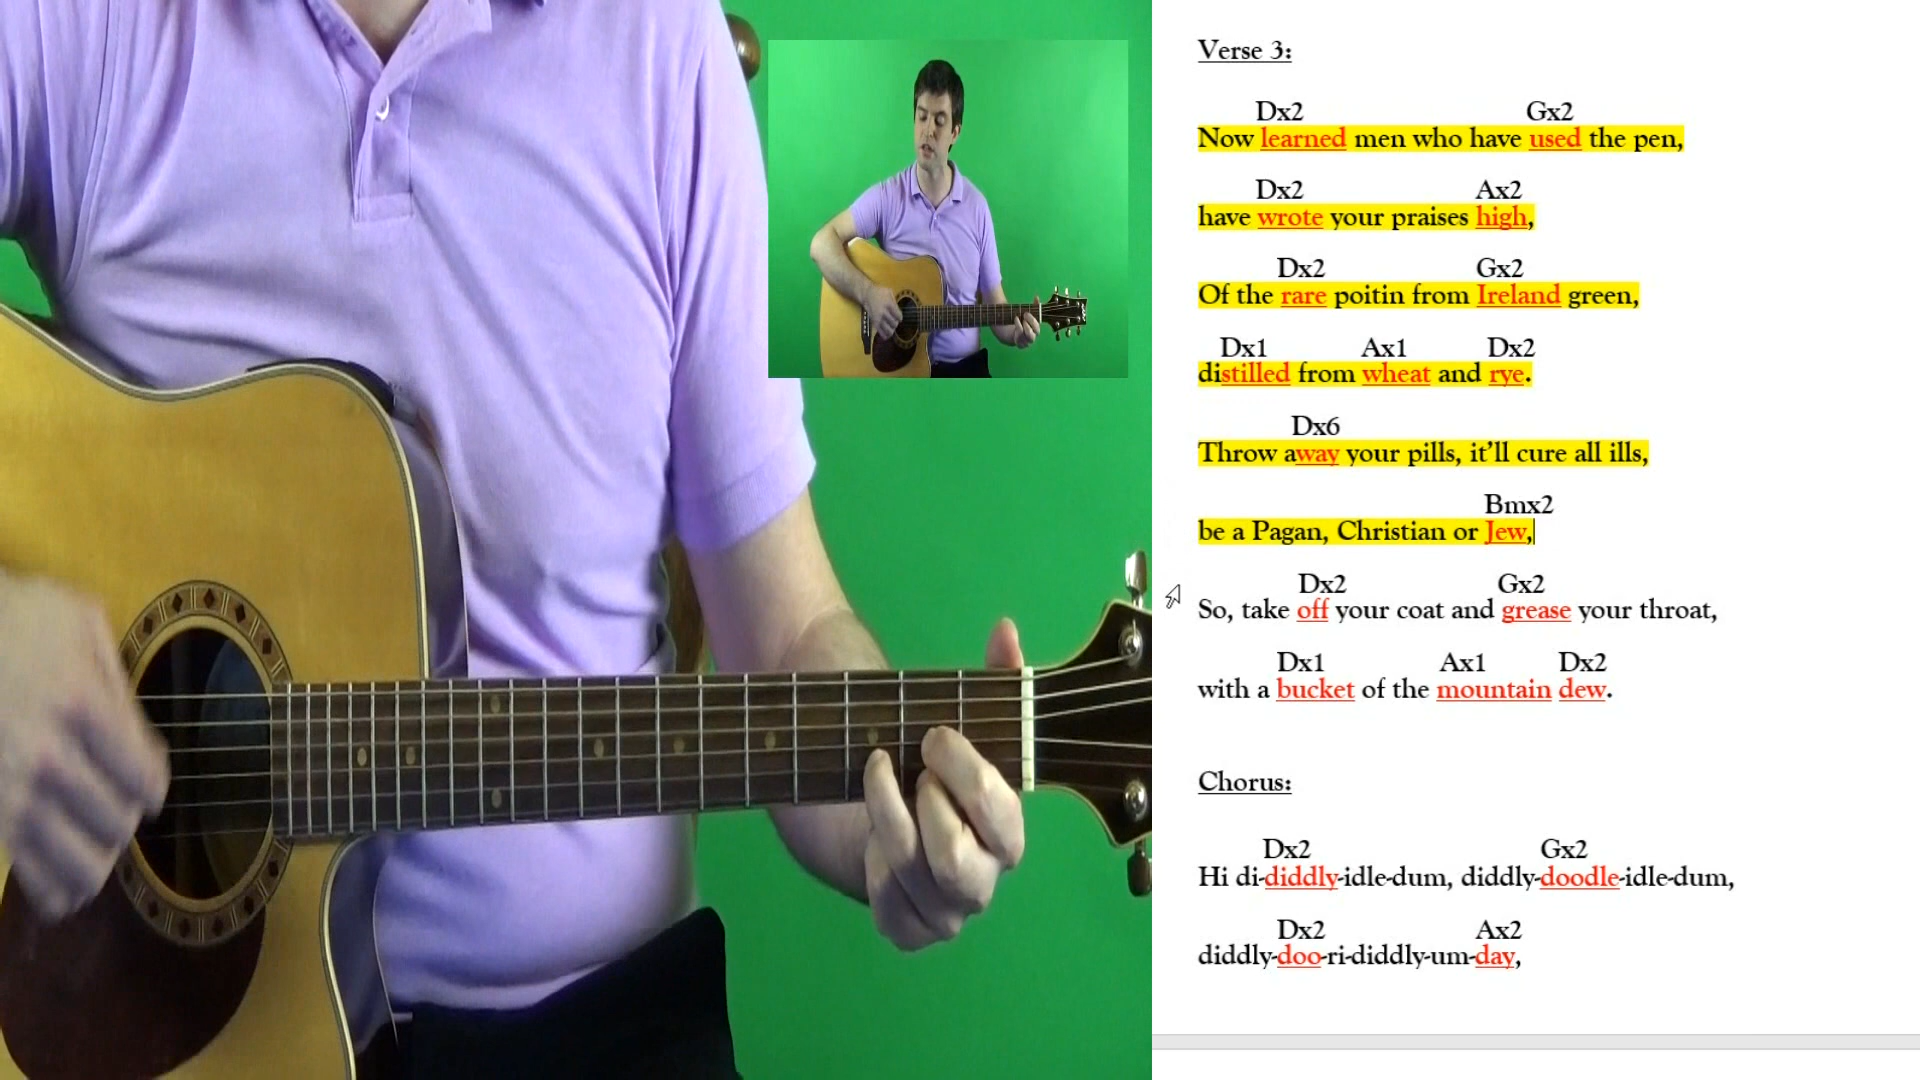 Verse 3:
Dx2 Gx2
Now learned men who have used the pen,
Dx2 Ax2
have wrote your praises high,
Dx2 Gx2
Of the rare poitin from Ireland green,
Dx1 Ax1 Dx2
distilled from wheat and rye.
Dx6
Throw away your pills, it'll cure all ills,
Bmx2
be a Pagan, Christian or Jew,
Dx2 Gx2
So, take off your coat and grease your throat,
Dx1 Ax1 Dx2
with a bucket of the mountain dew.
Chorus:
Dx2 Gx2
Hi di-diddly-idle-dum, diddly-doodle-idle-dum,
Dx2 Ax2
diddly-doo-ri-diddly-um-day,